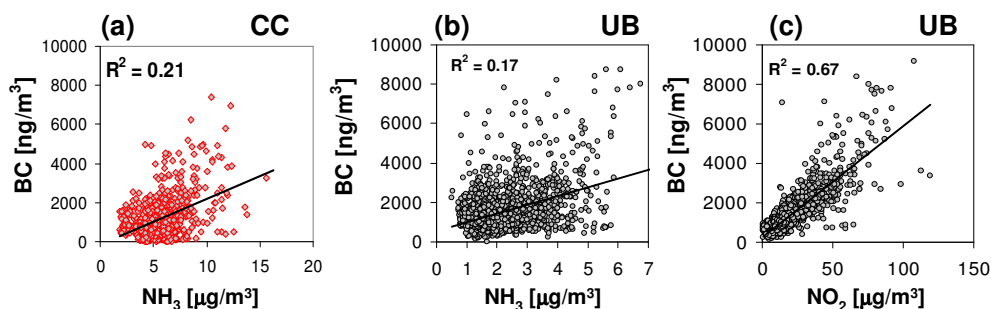 (a) CC
R² = 0.21
BC [ng/m³]
10000
8000
6000
4000
2000
0
0 5 10 15 20
NH₃ [µg/m³]
(b) UB
R² = 0.17
BC [ng/m³]
10000
8000
6000
4000
2000
0
0 1 2 3 4 5 6 7
NH₃ [µg/m³]
(c) UB
R² = 0.67
BC [ng/m³]
10000
8000
6000
4000
2000
0
0 50 100 150
NO₂ [µg/m³]